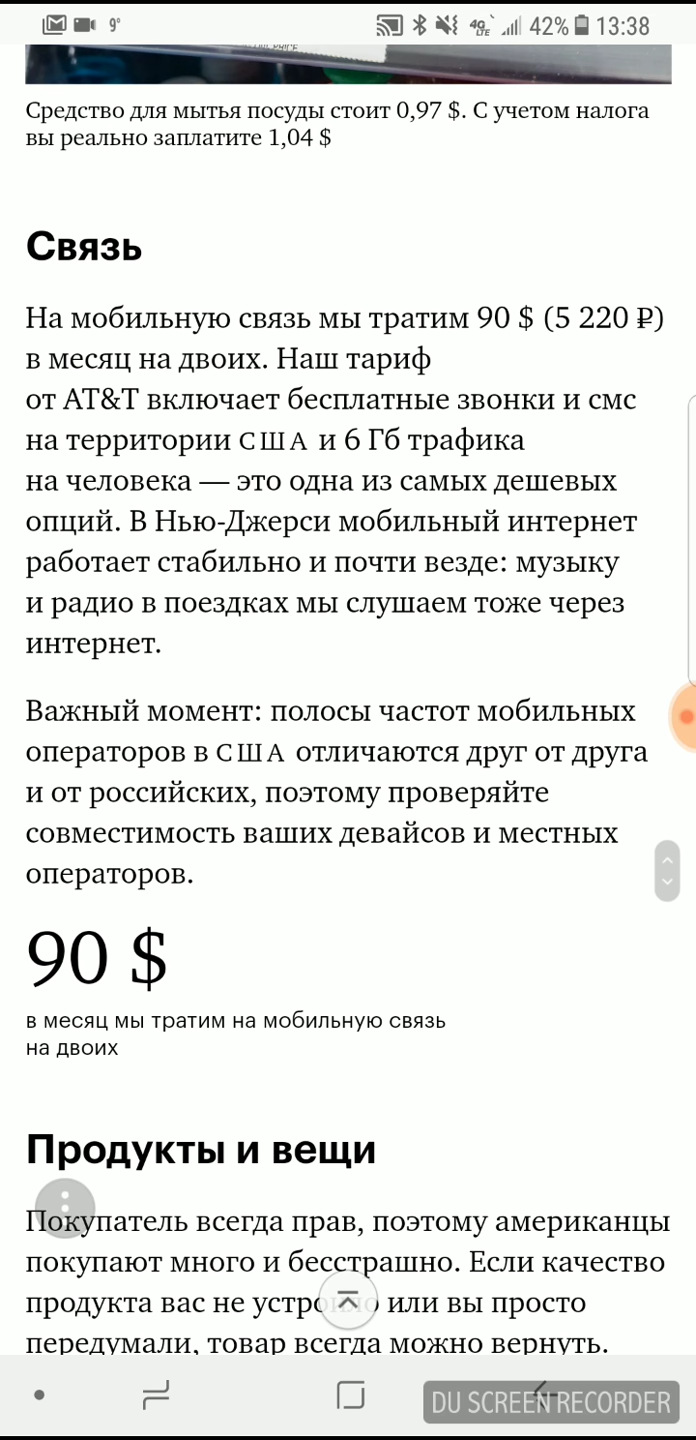 9°
4G LTE 42% 13:38
Средство для мытья посуды стоит 0,97 $. С учетом налога
вы реально заплатите 1,04 $
Связь
На мобильную связь мы тратим 90 $ (5 220 ₽)
в месяц на двоих. Наш тариф
от AT&T включает бесплатные звонки и смс
на территории США и 6 Гб трафика
на человека — это одна из самых дешевых
опций. В Нью-Джерси мобильный интернет
работает стабильно и почти везде: музыку
и радио в поездках мы слушаем тоже через
интернет.
Важный момент: полосы частот мобильных
операторов в США отличаются друг от друга
и от российских, поэтому проверяйте
совместимость ваших девайсов и местных
операторов.
90 $
в месяц мы тратим на мобильную связь
на двоих
Продукты и вещи
Покупатель всегда прав, поэтому американцы
покупают много и бесстрашно. Если качество
продукта вас не устроило или вы просто
передумали, товар всегда можно вернуть.
DU SCREEN RECORDER